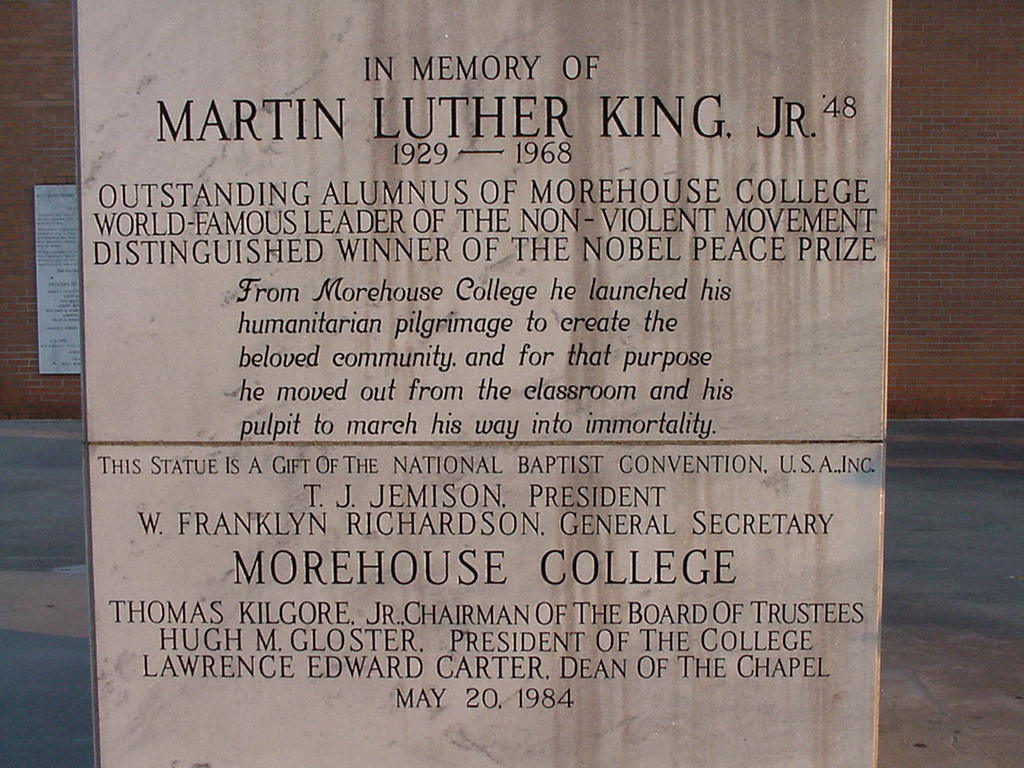 IN MEMORY OF
MARTIN LUTHER KING, JR. '48
1929 — 1968
OUTSTANDING ALUMNUS OF MOREHOUSE COLLEGE
WORLD-FAMOUS LEADER OF THE NON-VIOLENT MOVEMENT
DISTINGUISHED WINNER OF THE NOBEL PEACE PRIZE
From Morehouse College he launched his
humanitarian pilgrimage to create the
beloved community, and for that purpose
he moved out from the classroom and his
pulpit to march his way into immortality.
THIS STATUE IS A GIFT OF THE NATIONAL BAPTIST CONVENTION, U.S.A., INC.
T. J. JEMISON, PRESIDENT
W. FRANKLYN RICHARDSON, GENERAL SECRETARY
MOREHOUSE COLLEGE
THOMAS KILGORE, JR., CHAIRMAN OF THE BOARD OF TRUSTEES
HUGH M. GLOSTER, PRESIDENT OF THE COLLEGE
LAWRENCE EDWARD CARTER, DEAN OF THE CHAPEL
MAY 20, 1984